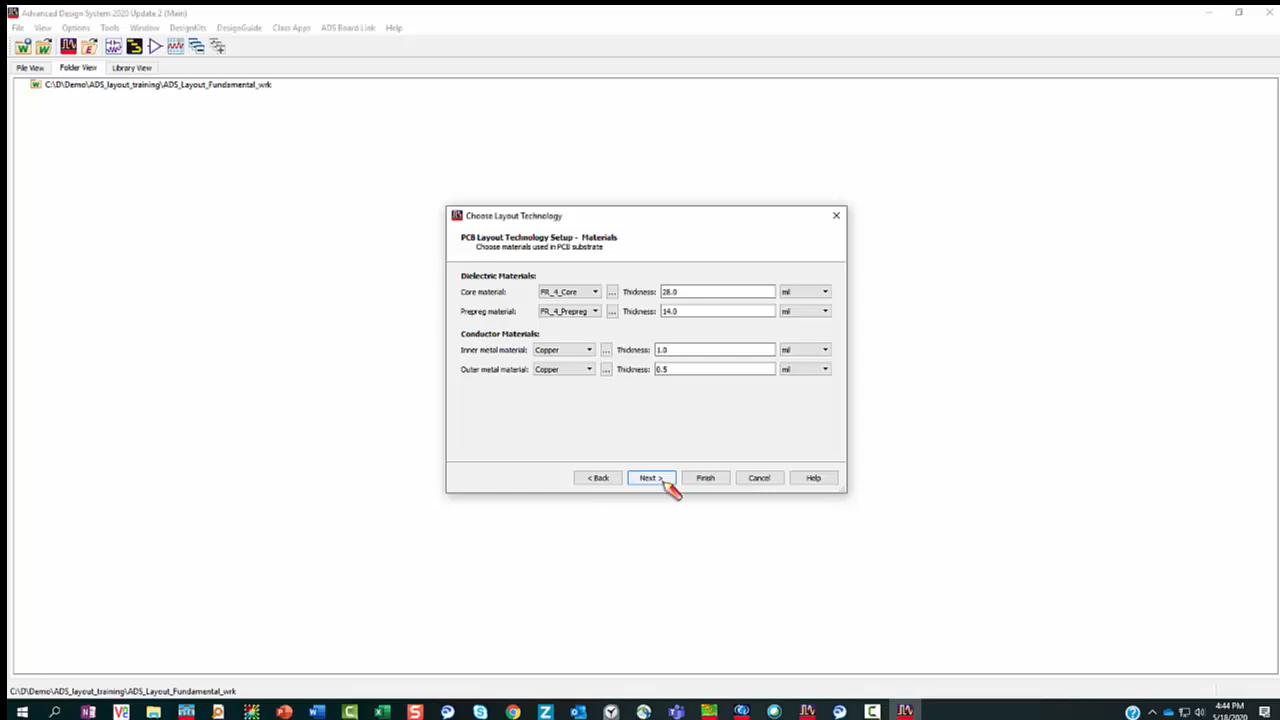 Advanced Design System 2020 Update 2 (Main)
File View Options Tools Window DesignKits DesignGuide Class Apps ADS Board Link Help
File View Folder View Library View
C:\D\Demo\ADS_layout_training\ADS_Layout_Fundamental_wrk
Choose Layout Technology
PCB Layout Technology Setup - Materials
Choose materials used in PCB substrate
Dielectric Materials:
Core material: FR_4_Core ... Thickness: 28.0 mil
Prepreg material: FR_4_Prepreg ... Thickness: 14.0 mil
Conductor Materials:
Inner metal material: Copper ... Thickness: 1.0 mil
Outer metal material: Copper ... Thickness: 0.5 mil
< Back Next > Finish Cancel Help
C:\D\Demo\ADS_layout_training\ADS_Layout_Fundamental_wrk
4:44 PM
5/18/2020